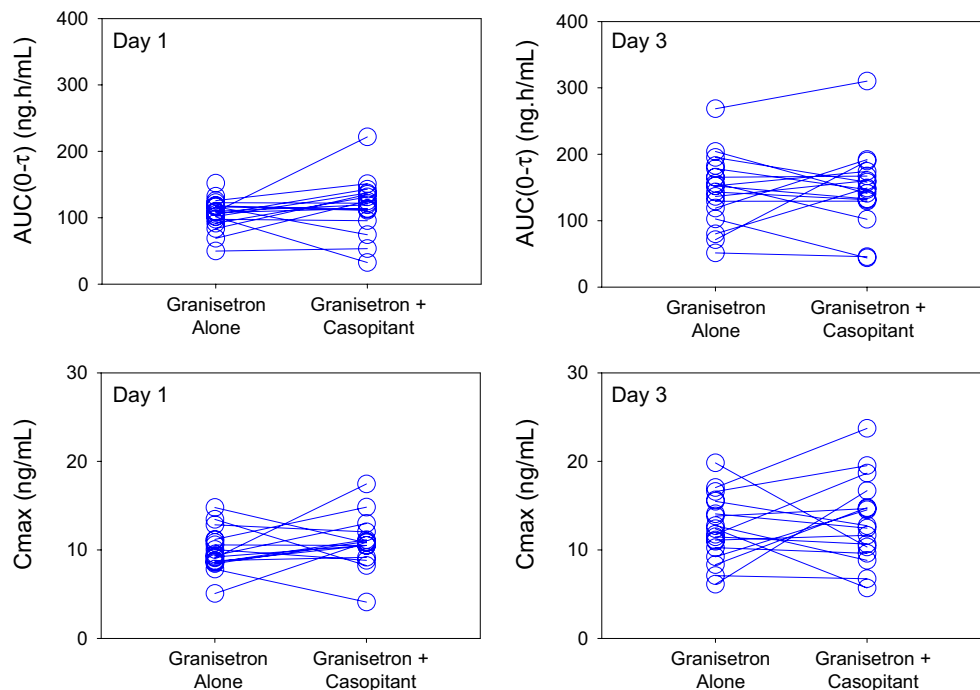 400
300
200
100
0
AUC(0-τ) (ng.h/mL)
Day 1
Granisetron
Alone
Granisetron +
Casopitant
400
300
200
100
0
AUC(0-τ) (ng.h/mL)
Day 3
Granisetron
Alone
Granisetron +
Casopitant
30
20
10
0
Cmax (ng/mL)
Day 1
Granisetron
Alone
Granisetron +
Casopitant
30
20
10
0
Cmax (ng/mL)
Day 3
Granisetron
Alone
Granisetron +
Casopitant